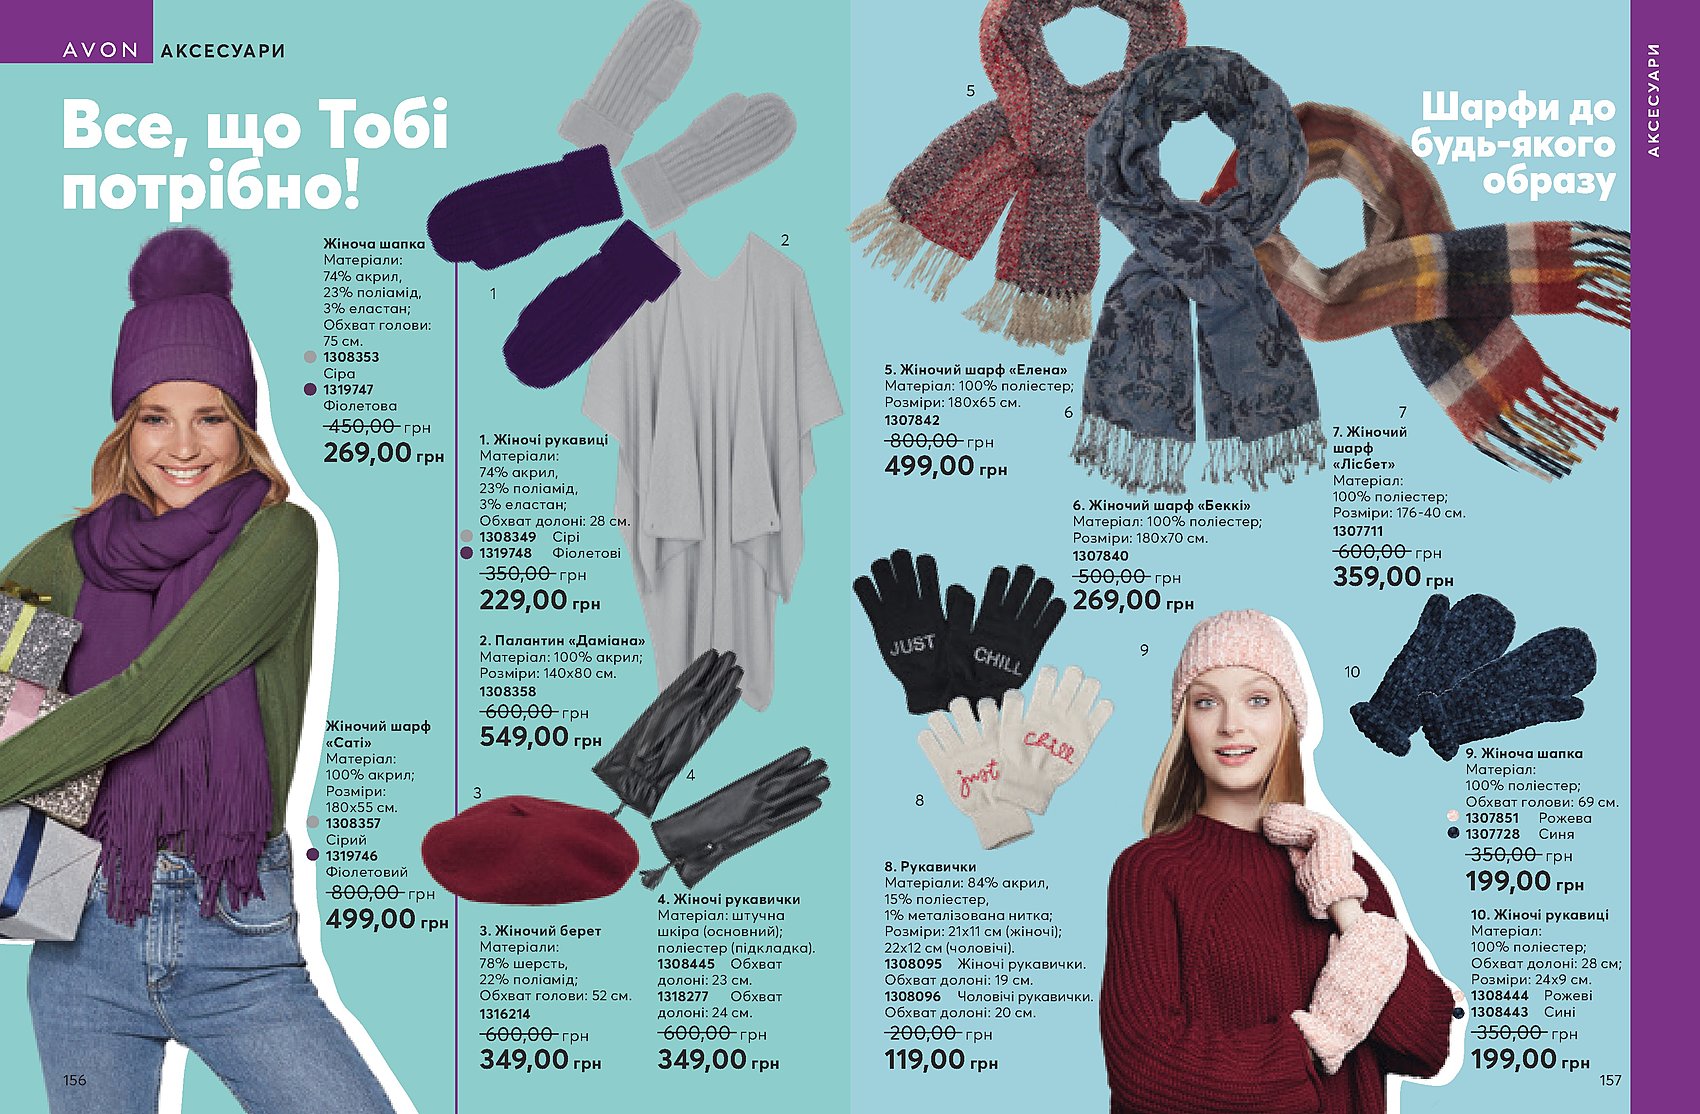 AVON АКСЕСУАРИ
Все, що Тобі
потрібно!
Жіноча шапка
Матеріали:
74% акрил,
23% поліамід,
3% еластан;
Обхват голови:
75 см.
1308353
Сіра
1319747
Фіолетова
450,00 грн
269,00 грн
Жіночий шарф
«Саті»
Матеріал:
100% акрил;
Розміри:
180х55 см.
1308357
Сірий
1319746
Фіолетовий
800,00 грн
499,00 грн
1
2
1. Жіночі рукавиці
Матеріали:
74% акрил,
23% поліамід,
3% еластан;
Обхват долоні: 28 см.
1308349 Сірі
1319748 Фіолетові
350,00 грн
229,00 грн
2. Палантин «Даміана»
Матеріал: 100% акрил;
Розміри: 140х80 см.
1308358
600,00 грн
549,00 грн
3
4
3. Жіночий берет
Матеріали:
78% шерсть,
22% поліамід;
Обхват голови: 52 см.
1316214
600,00 грн
349,00 грн
4. Жіночі рукавички
Матеріал: штучна
шкіра (основний);
поліестер (підкладка).
1308445 Обхват
долоні: 23 см.
1318277 Обхват
долоні: 24 см.
600,00 грн
349,00 грн
156
АКСЕСУАРИ
Шарфи до
будь-якого
образу
5
6
7
5. Жіночий шарф «Елена»
Матеріал: 100% поліестер;
Розміри: 180х65 см.
1307842
800,00 грн
499,00 грн
6. Жіночий шарф «Беккі»
Матеріал: 100% поліестер;
Розміри: 180х70 см.
1307840
500,00 грн
269,00 грн
7. Жіночий
шарф
«Лісбет»
Матеріал:
100% поліестер;
Розміри: 176-40 см.
1307711
600,00 грн
359,00 грн
JUST
CHILL
just
chill
8
9
10
8. Рукавички
Матеріали: 84% акрил,
15% поліестер,
1% металізована нитка;
Розміри: 21х11 см (жіночі);
22х12 см (чоловічі).
1308095 Жіночі рукавички.
Обхват долоні: 19 см.
1308096 Чоловічі рукавички.
Обхват долоні: 20 см.
200,00 грн
119,00 грн
9. Жіноча шапка
Матеріал:
100% поліестер;
Обхват голови: 69 см.
1307851 Рожева
1307728 Синя
350,00 грн
199,00 грн
10. Жіночі рукавиці
Матеріал:
100% поліестер;
Обхват долоні: 28 см;
Розміри: 24х9 см.
1308444 Рожеві
1308443 Сині
350,00 грн
199,00 грн
157